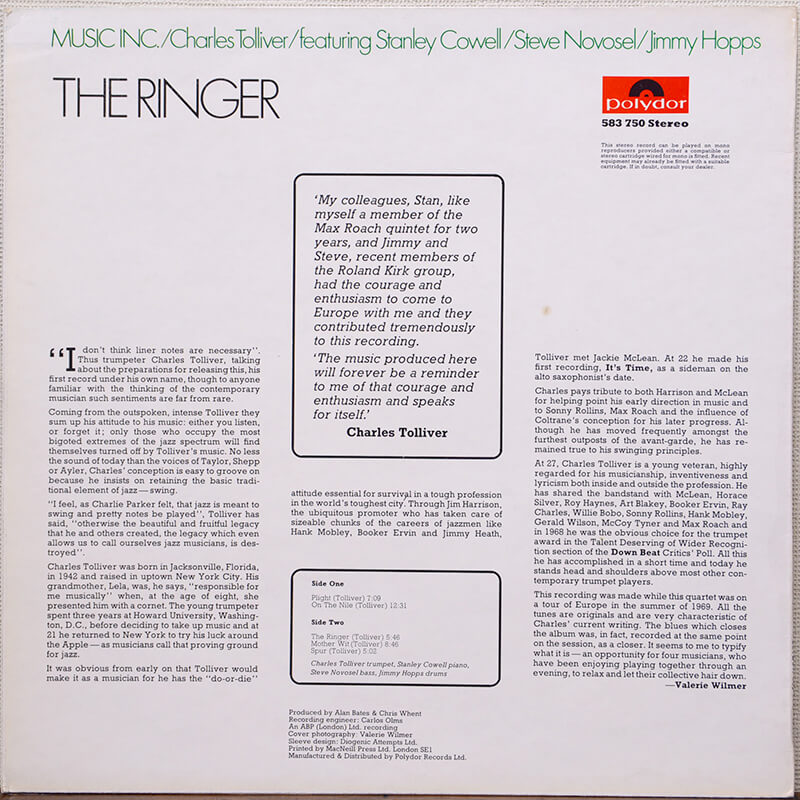 MUSIC INC./Charles Tolliver/featuring Stanley Cowell/Steve Novosel/Jimmy Hopps
THE RINGER
polydor
583 750 Stereo
This stereo record can be played on mono
reproducers provided either a compatible or
stereo cartridge wired for mono is fitted. Recent
equipment may already be fitted with a suitable
cartridge. If in doubt, consult your dealer.
'My colleagues, Stan, like
myself a member of the
Max Roach quintet for two
years, and Jimmy and
Steve, recent members of
the Roland Kirk group,
had the courage and
enthusiasm to come to
Europe with me and they
contributed tremendously
to this recording.
'The music produced here
will forever be a reminder
to me of that courage and
enthusiasm and speaks
for itself.'
Charles Tolliver
"I don't think liner notes are necessary".
Thus trumpeter Charles Tolliver, talking
about the preparations for releasing this, his
first record under his own name, though to anyone
familiar with the thinking of the contemporary
musician such sentiments are far from rare.
Coming from the outspoken, intense Tolliver they
sum up his attitude to his music: either you listen,
or forget it; only those who occupy the most
bigoted extremes of the jazz spectrum will find
themselves turned off by Tolliver's music. No less
the sound of today than the voices of Taylor, Shepp
or Ayler, Charles' conception is easy to groove on
because he insists on retaining the basic tradi-
tional element of jazz—swing.
"I feel, as Charlie Parker felt, that jazz is meant to
swing and pretty notes be played", Tolliver has
said, "otherwise the beautiful and fruitful legacy
that he and others created, the legacy which even
allows us to call ourselves jazz musicians, is des-
troyed".
Charles Tolliver was born in Jacksonville, Florida,
in 1942 and raised in uptown New York City. His
grandmother, Lela, was, he says, "responsible for
me musically" when, at the age of eight, she
presented him with a cornet. The young trumpeter
spent three years at Howard University, Washing-
ton, D.C., before deciding to take up music and at
21 he returned to New York to try his luck around
the Apple—as musicians call that proving ground
for jazz.
It was obvious from early on that Tolliver would
make it as a musician for he has the "do-or-die"
attitude essential for survival in a tough profession
in the world's toughest city. Through Jim Harrison,
the ubiquitous promoter who has taken care of
sizeable chunks of the careers of jazzmen like
Hank Mobley, Booker Ervin and Jimmy Heath,
Side One
Plight (Tolliver) 7:09
On The Nile (Tolliver) 12:31
Side Two
The Ringer (Tolliver) 5:46
Mother Wit (Tolliver) 8:46
Spur (Tolliver) 5:02
Charles Tolliver trumpet, Stanley Cowell piano,
Steve Novosel bass, Jimmy Hopps drums
Produced by Alan Bates & Chris Whent
Recording engineer: Carlos Olms
An ABP (London) Ltd. recording
Cover photography: Valerie Wilmer
Sleeve design: Diogenic Attempts Ltd.
Printed by MacNeill Press Ltd. London SE1
Manufactured & Distributed by Polydor Records Ltd.
Tolliver met Jackie McLean. At 22 he made his
first recording, It's Time, as a sideman on the
alto saxophonist's date.
Charles pays tribute to both Harrison and McLean
for helping point his early direction in music and
to Sonny Rollins, Max Roach and the influence of
Coltrane's conception for his later progress. Al-
though he has moved frequently amongst the
furthest outposts of the avant-garde, he has re-
mained true to his swinging principles.
At 27, Charles Tolliver is a young veteran, highly
regarded for his musicianship, inventiveness and
lyricism both inside and outside the profession. He
has shared the bandstand with McLean, Horace
Silver, Roy Haynes, Art Blakey, Booker Ervin, Ray
Charles, Willie Bobo, Sonny Rollins, Hank Mobley,
Gerald Wilson, McCoy Tyner and Max Roach and
in 1968 he was the obvious choice for the trumpet
award in the Talent Deserving of Wider Recogni-
tion section of the Down Beat Critics' Poll. All this
he has accomplished in a short time and today he
stands head and shoulders above most other con-
temporary trumpet players.
This recording was made while this quartet was on
a tour of Europe in the summer of 1969. All the
tunes are originals and are very characteristic of
Charles' current writing. The blues which closes
the album was, in fact, recorded at the same point
on the session, as a closer. It seems to me to typify
what it is—an opportunity for four musicians, who
have been enjoying playing together through an
evening, to relax and let their collective hair down.
—Valerie Wilmer